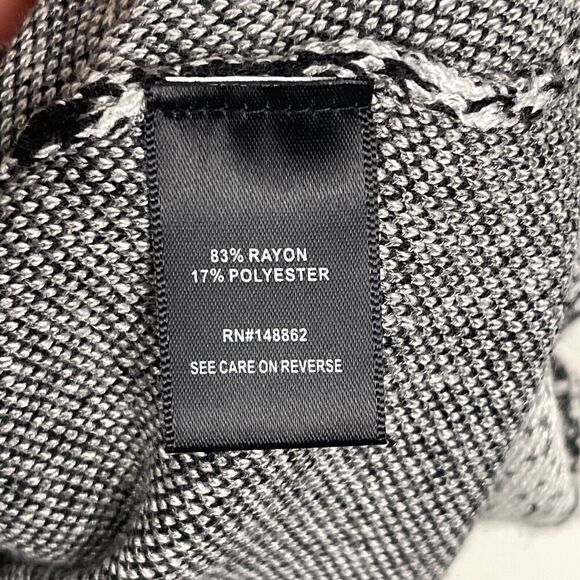 83% RAYON
17% POLYESTER
RN#148862
SEE CARE ON REVERSE